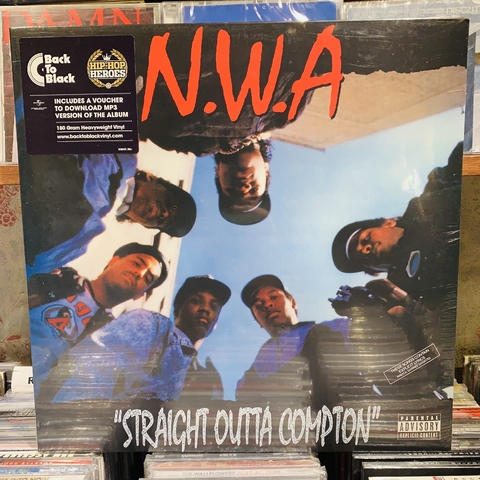 Back
To
Black
HIP-HOP
HEROES
INCLUDES A VOUCHER
TO DOWNLOAD MP3
VERSION OF THE ALBUM
180 Gram Heavyweight Vinyl
www.backtoblackvinyl.com
N.W.A
"STRAIGHT OUTTA COMPTON"
PARENTAL
ADVISORY
EXPLICIT CONTENT